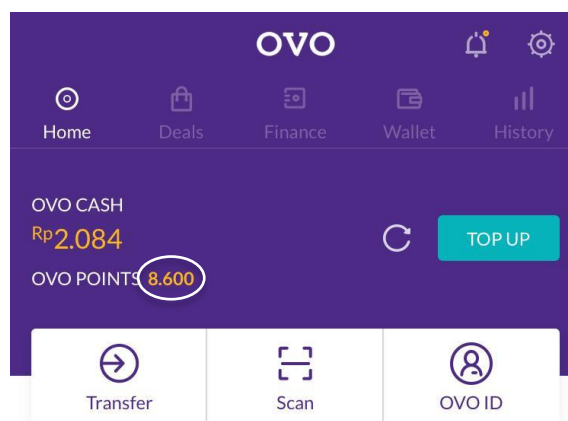 OVO
Home Deals Finance Wallet History
OVO CASH
Rp2.084
TOP UP
OVO POINTS 8.600
Transfer Scan OVO ID